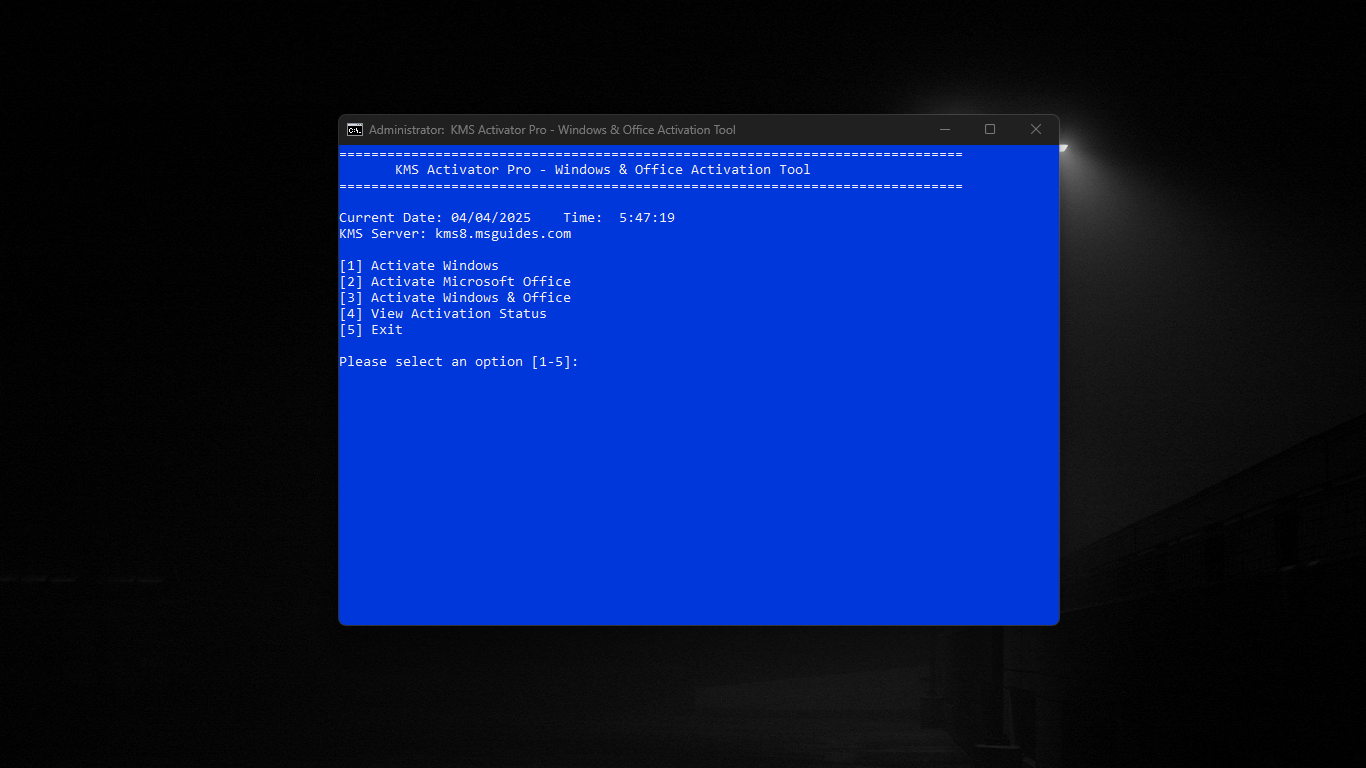 Administrator:  KMS Activator Pro - Windows & Office Activation Tool
==============================================================================
       KMS Activator Pro - Windows & Office Activation Tool
==============================================================================
Current Date: 04/04/2025    Time:  5:47:19
KMS Server: kms8.msguides.com
[1] Activate Windows
[2] Activate Microsoft Office
[3] Activate Windows & Office
[4] View Activation Status
[5] Exit
Please select an option [1-5]: